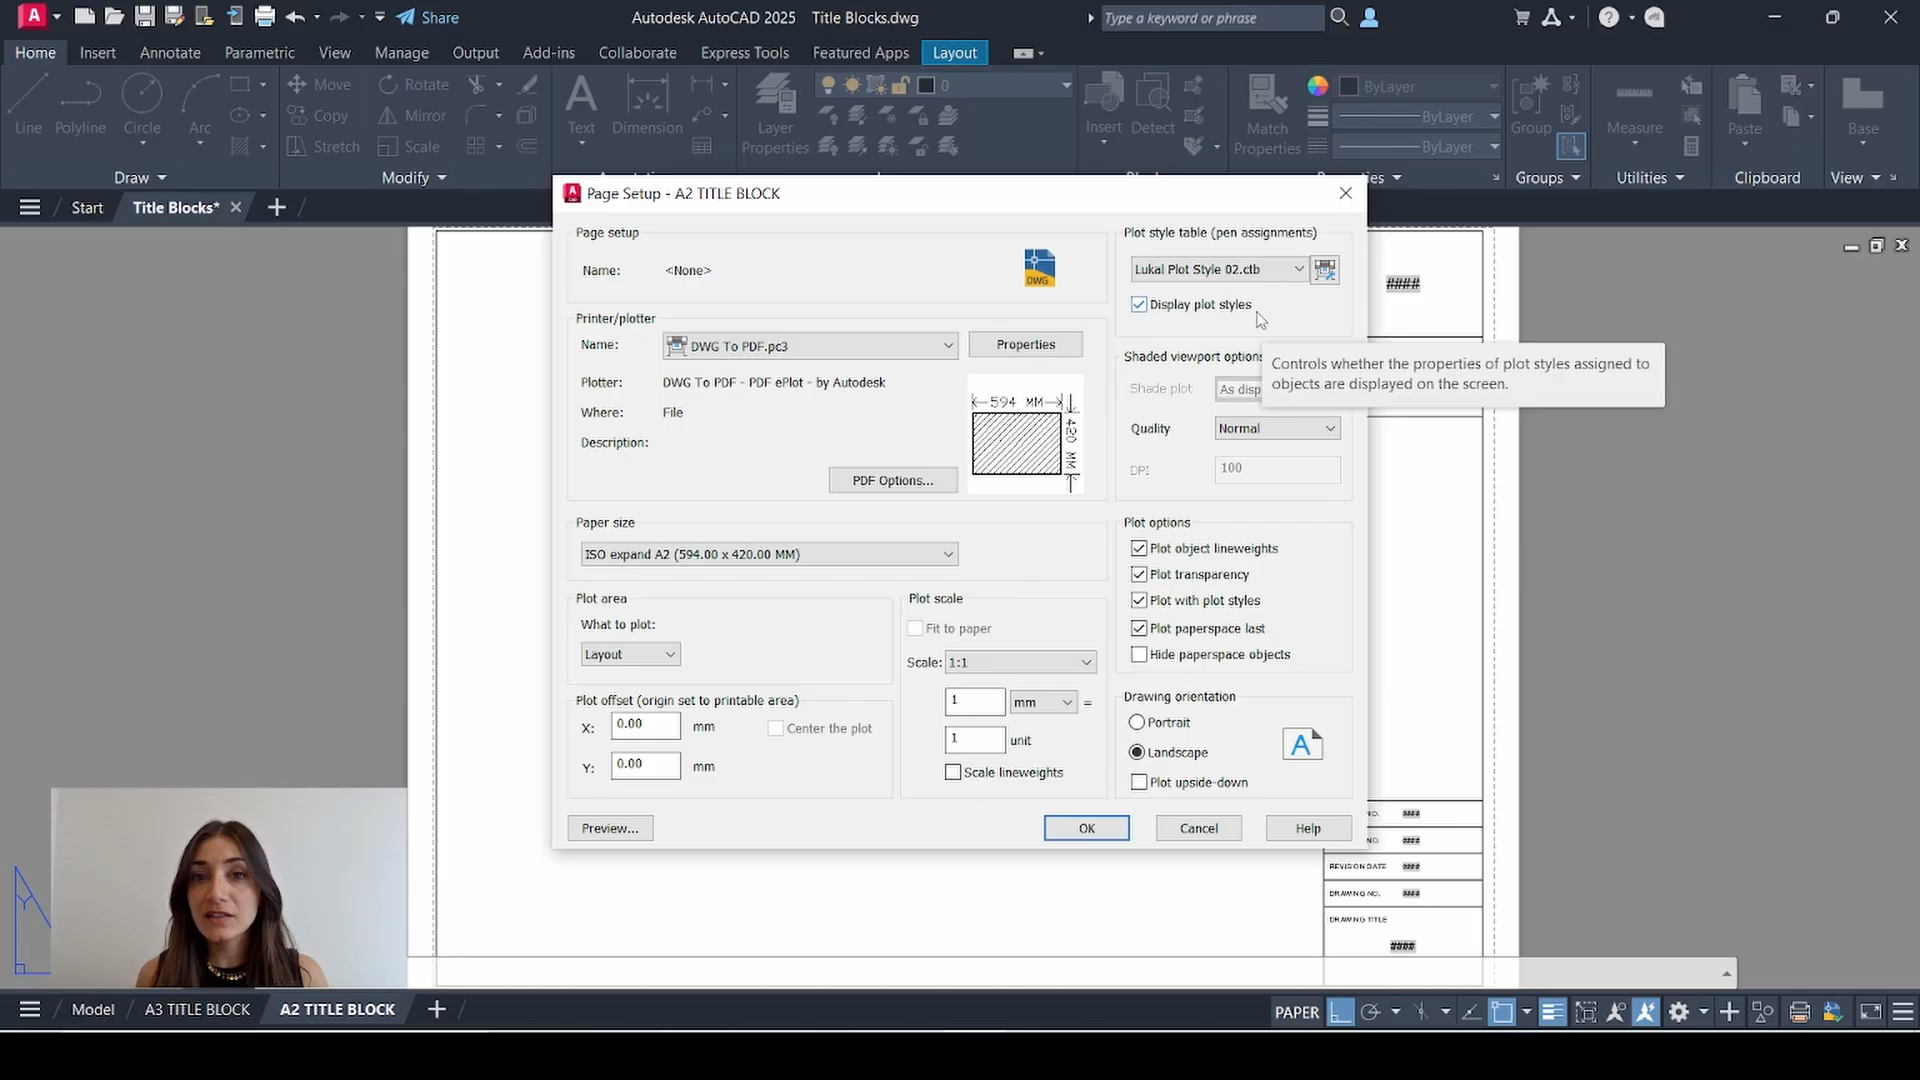 A CAD
Share
Autodesk AutoCAD 2025 Title Blocks.dwg
Type a keyword or phrase
Home Insert Annotate Parametric View Manage Output Add-ins Collaborate Express Tools Featured Apps Layout
Line Polyline Circle Arc
Move Rotate
Copy Mirror
Stretch Scale
Text Dimension
Layer Properties
0
Insert Detect
Match Properties
ByLayer
ByLayer
ByLayer
Group Measure Paste Base
Draw Modify Groups Utilities Clipboard View
Start Title Blocks*
Page Setup - A2 TITLE BLOCK
Page setup
Name: <None>
DWG
Printer/plotter
Name: DWG To PDF.pc3 Properties
Plotter: DWG To PDF - PDF ePlot - by Autodesk
Where: File
Description:
594 MM
420 MM
PDF Options...
Paper size
ISO expand A2 (594.00 x 420.00 MM)
Plot area
What to plot:
Layout
Plot offset (origin set to printable area)
X: 0.00 mm Center the plot
Y: 0.00 mm
Plot scale
Fit to paper
Scale: 1:1
1 mm =
1 unit
Scale lineweights
Plot style table (pen assignments)
Lukal Plot Style 02.ctb
Display plot styles
Controls whether the properties of plot styles assigned to
objects are displayed on the screen.
Shaded viewport options
Shade plot As disp
Quality Normal
DPI 100
Plot options
Plot object lineweights
Plot transparency
Plot with plot styles
Plot paperspace last
Hide paperspace objects
Drawing orientation
Portrait
Landscape
A
Plot upside-down
Preview... OK Cancel Help
####
NO. ####
NO. ####
REVISION DATE ####
DRAWING NO. ####
DRAWING TITLE
####
Y
Model A3 TITLE BLOCK A2 TITLE BLOCK
PAPER